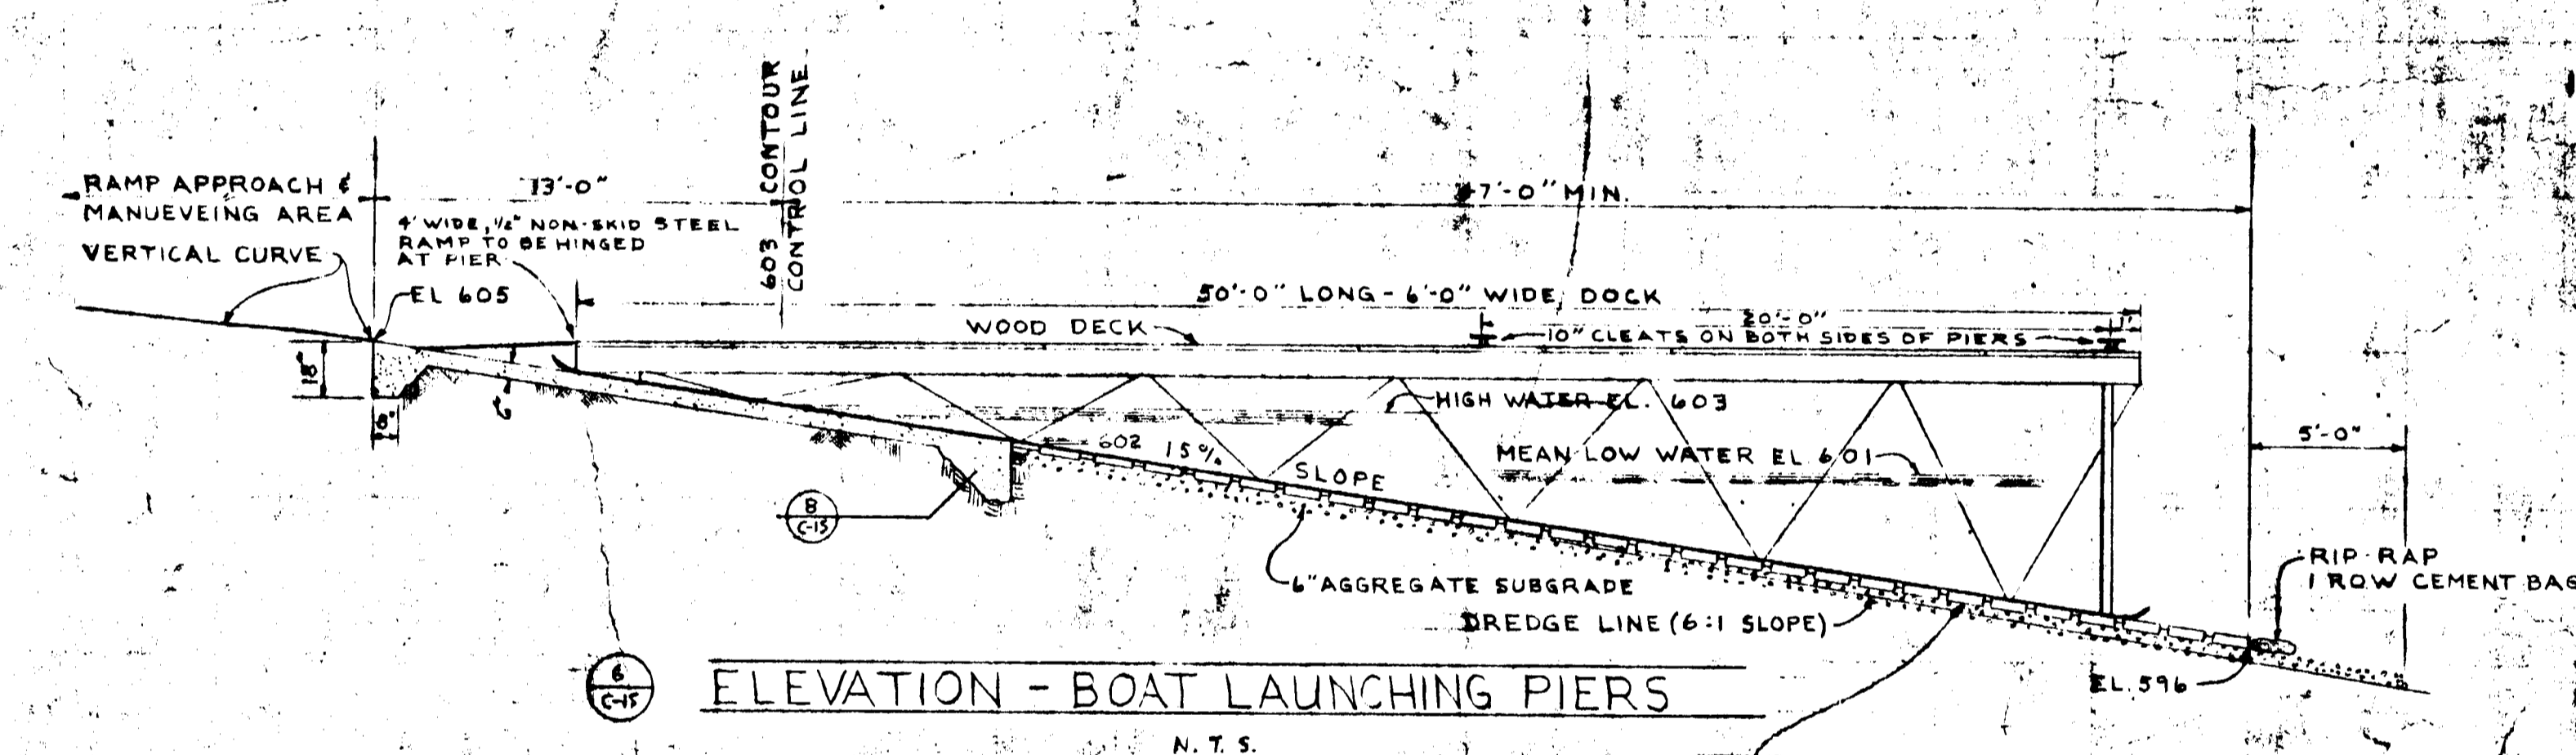 603 CONTOUR
CONTROL LINE
RAMP APPROACH &
MANUEVEING AREA
13'-0"
7'-0" MIN.
4' WIDE, 1/2" NON-SKID STEEL
RAMP TO BE HINGED
AT PIER
VERTICAL CURVE
EL 605
50'-0" LONG - 6'-0" WIDE, DOCK
WOOD DECK
20'-0"
1'
10" CLEATS ON BOTH SIDES OF PIERS
18"
6"
8"
HIGH WATER EL. 603
602 15% SLOPE
MEAN LOW WATER EL 601
5'-0"
B
C-15
6" AGGREGATE SUBGRADE
DREDGE LINE (6:1 SLOPE)
RIP-RAP
1 ROW CEMENT BAG
EL. 596
6
C-15
ELEVATION - BOAT LAUNCHING PIERS
N.T.S.